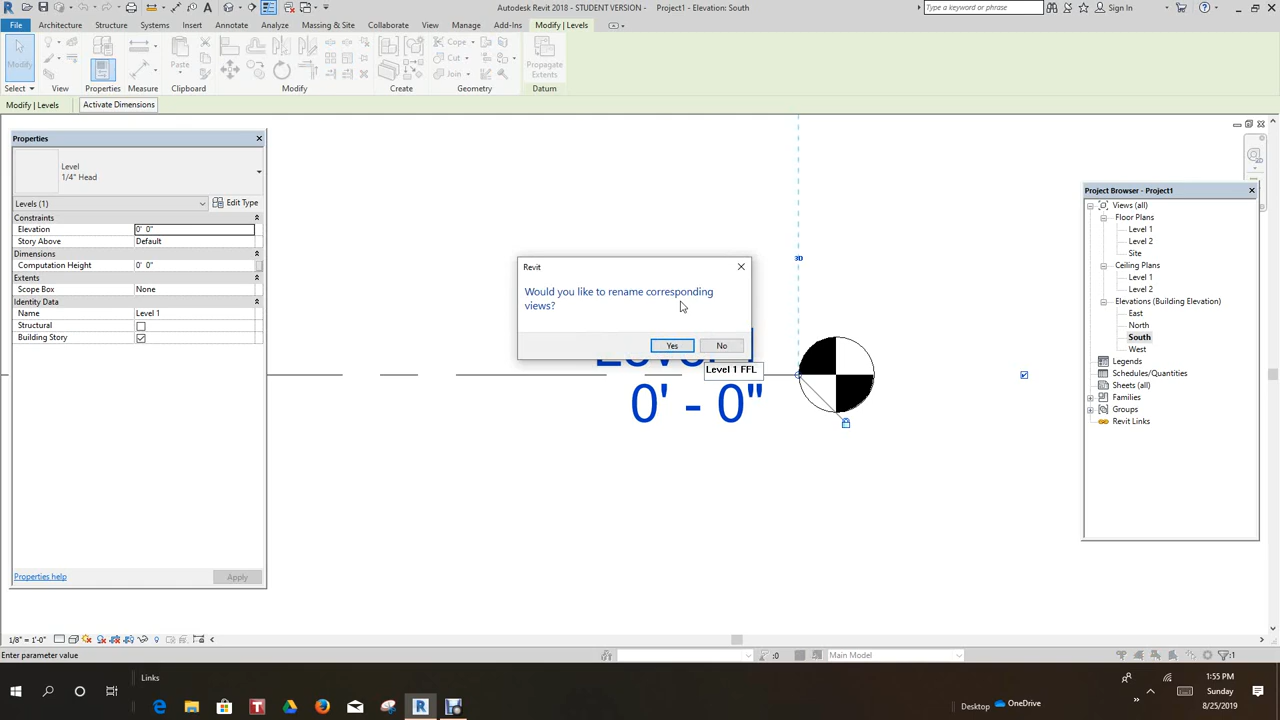 Autodesk Revit 2018 - STUDENT VERSION - Project1 - Elevation: South
Type a keyword or phrase
Sign In
File Architecture Structure Systems Insert Annotate Analyze Massing & Site Collaborate View Manage Add-Ins Modify | Levels
Modify
Paste
Cope
Cut
Join
Propagate
Extents
Select View Properties Measure Clipboard Modify Create Geometry Datum
Modify | Levels Activate Dimensions
Properties
Level
1/4" Head
Levels (1) Edit Type
Constraints
Elevation 0' 0"
Story Above Default
Dimensions
Computation Height 0' 0"
Extents
Scope Box None
Identity Data
Name Level 1
Structural
Building Story
Properties help Apply
3D
Revit
Would you like to rename corresponding
views?
Yes No
Level 1 FFL
0' - 0"
Project Browser - Project1
Views (all)
Floor Plans
Level 1
Level 2
Site
Ceiling Plans
Level 1
Level 2
Elevations (Building Elevation)
East
North
South
West
Legends
Schedules/Quantities
Sheets (all)
Families
Groups
Revit Links
1/8" = 1'-0"
Enter parameter value :0 Main Model :1
Links
Desktop OneDrive
1:55 PM
Sunday
8/25/2019